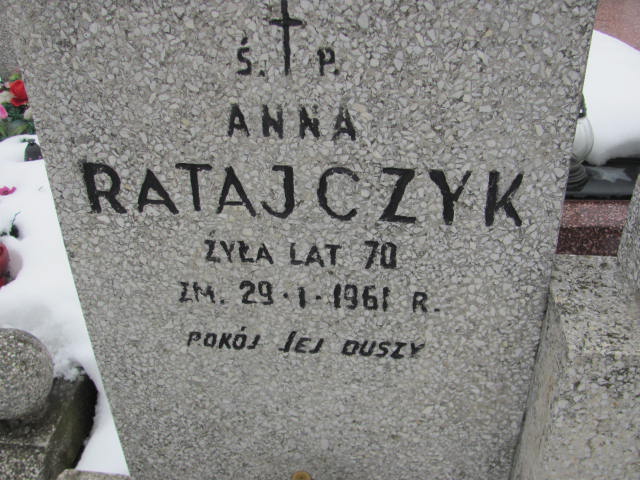 Ś. P.
ANNA
RATAJCZYK
ŻYŁA LAT 70
ZM. 29·1·1961 R.
POKÓJ JEJ DUSZY